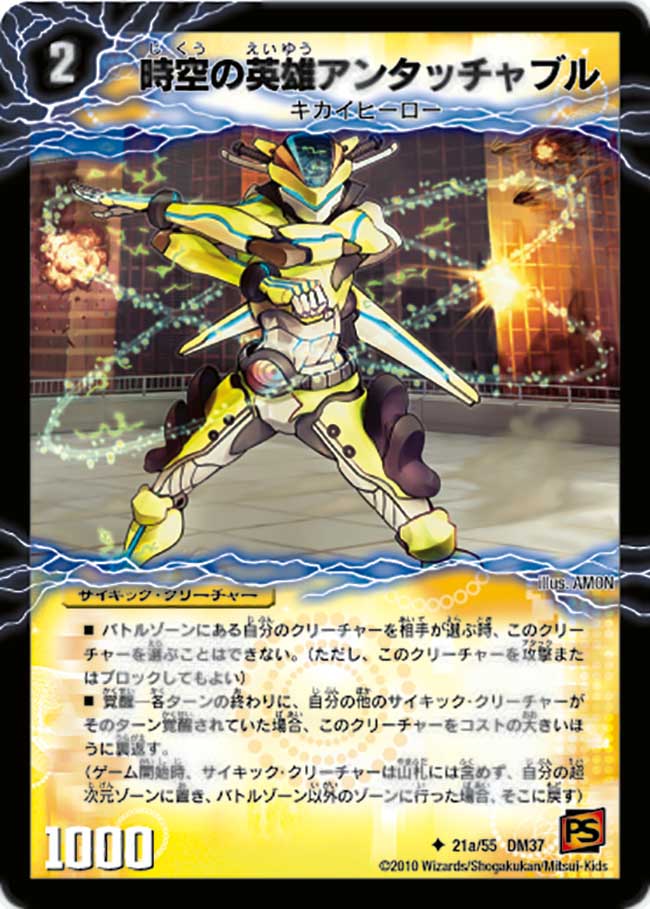 2
時空の英雄アンタッチャブル
じくう えいゆう
キカイヒーロー
illus. AMON
サイキック・クリーチャー
■ バトルゾーンにある自分のクリーチャーを相手が選ぶ時、このクリー
チャーを選ぶことはできない。(ただし、このクリーチャーを攻撃また
はブロックしてもよい)
■ 覚醒―各ターンの終わりに、自分の他のサイキック・クリーチャーが
そのターン覚醒されていた場合、このクリーチャーをコストの大きいほ
うに裏返す。
(ゲーム開始時、サイキック・クリーチャーは山札には含めず、自分の超
次元ゾーンに置き、バトルゾーン以外のゾーンに行った場合、そこに戻す)
1000
PS
21a/55 DM37
©2010 Wizards/Shogakukan/Mitsui-Kids